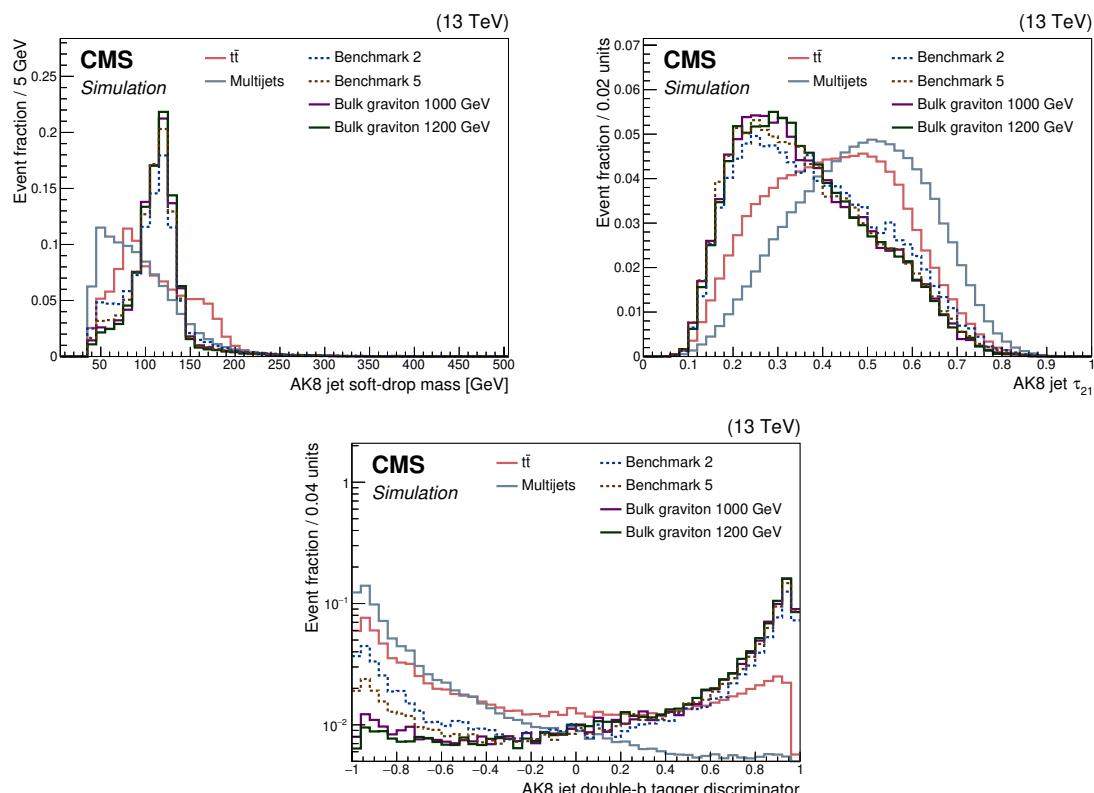 (13 TeV)
CMS
Simulation
tt̄
Multijets
Benchmark 2
Benchmark 5
Bulk graviton 1000 GeV
Bulk graviton 1200 GeV
Event fraction / 5 GeV
0.25
0.2
0.15
0.1
0.05
0
50 100 150 200 250 300 350 400 450 500
AK8 jet soft-drop mass [GeV]
(13 TeV)
CMS
Simulation
tt̄
Multijets
Benchmark 2
Benchmark 5
Bulk graviton 1000 GeV
Bulk graviton 1200 GeV
Event fraction / 0.02 units
0.07
0.06
0.05
0.04
0.03
0.02
0.01
0
0 0.1 0.2 0.3 0.4 0.5 0.6 0.7 0.8 0.9 1
AK8 jet τ21
(13 TeV)
CMS
Simulation
tt̄
Multijets
Benchmark 2
Benchmark 5
Bulk graviton 1000 GeV
Bulk graviton 1200 GeV
Event fraction / 0.04 units
1
10−1
10−2
−1 −0.8 −0.6 −0.4 −0.2 0 0.2 0.4 0.6 0.8 1
AK8 jet double-b tagger discriminator